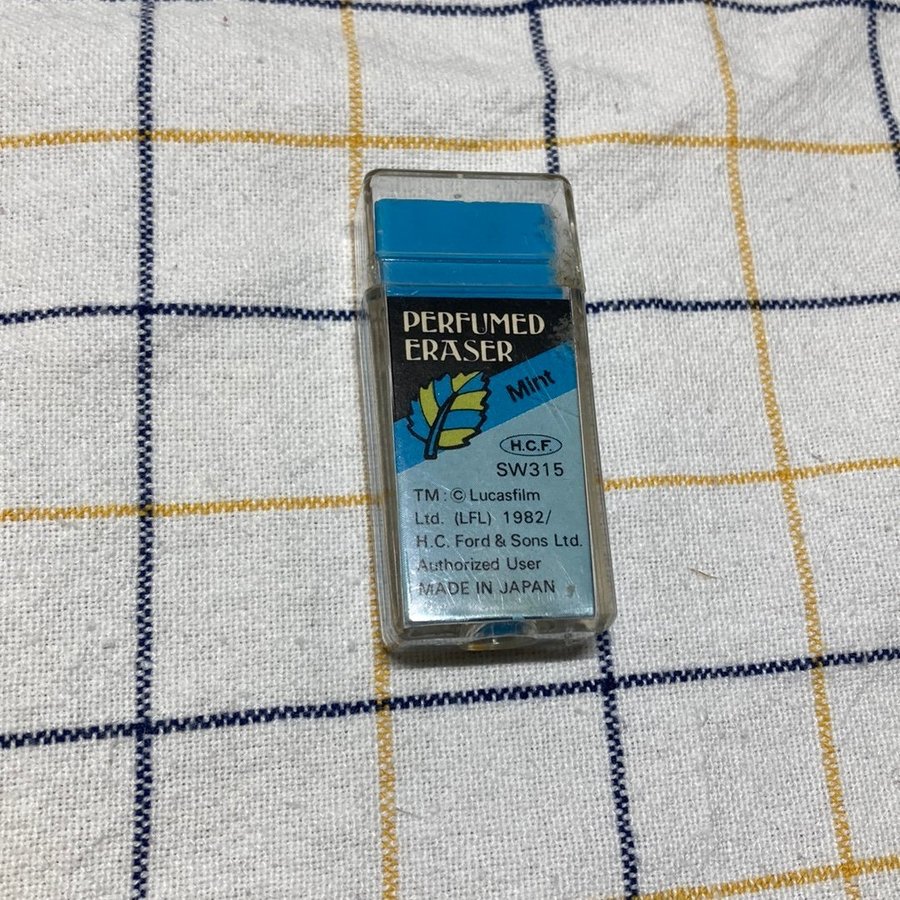 PERFUMED
ERASER
Mint
H.C.F.
SW315
TM: © Lucasfilm
Ltd. (LFL) 1982/
H.C. Ford & Sons Ltd.
Authorized User
MADE IN JAPAN